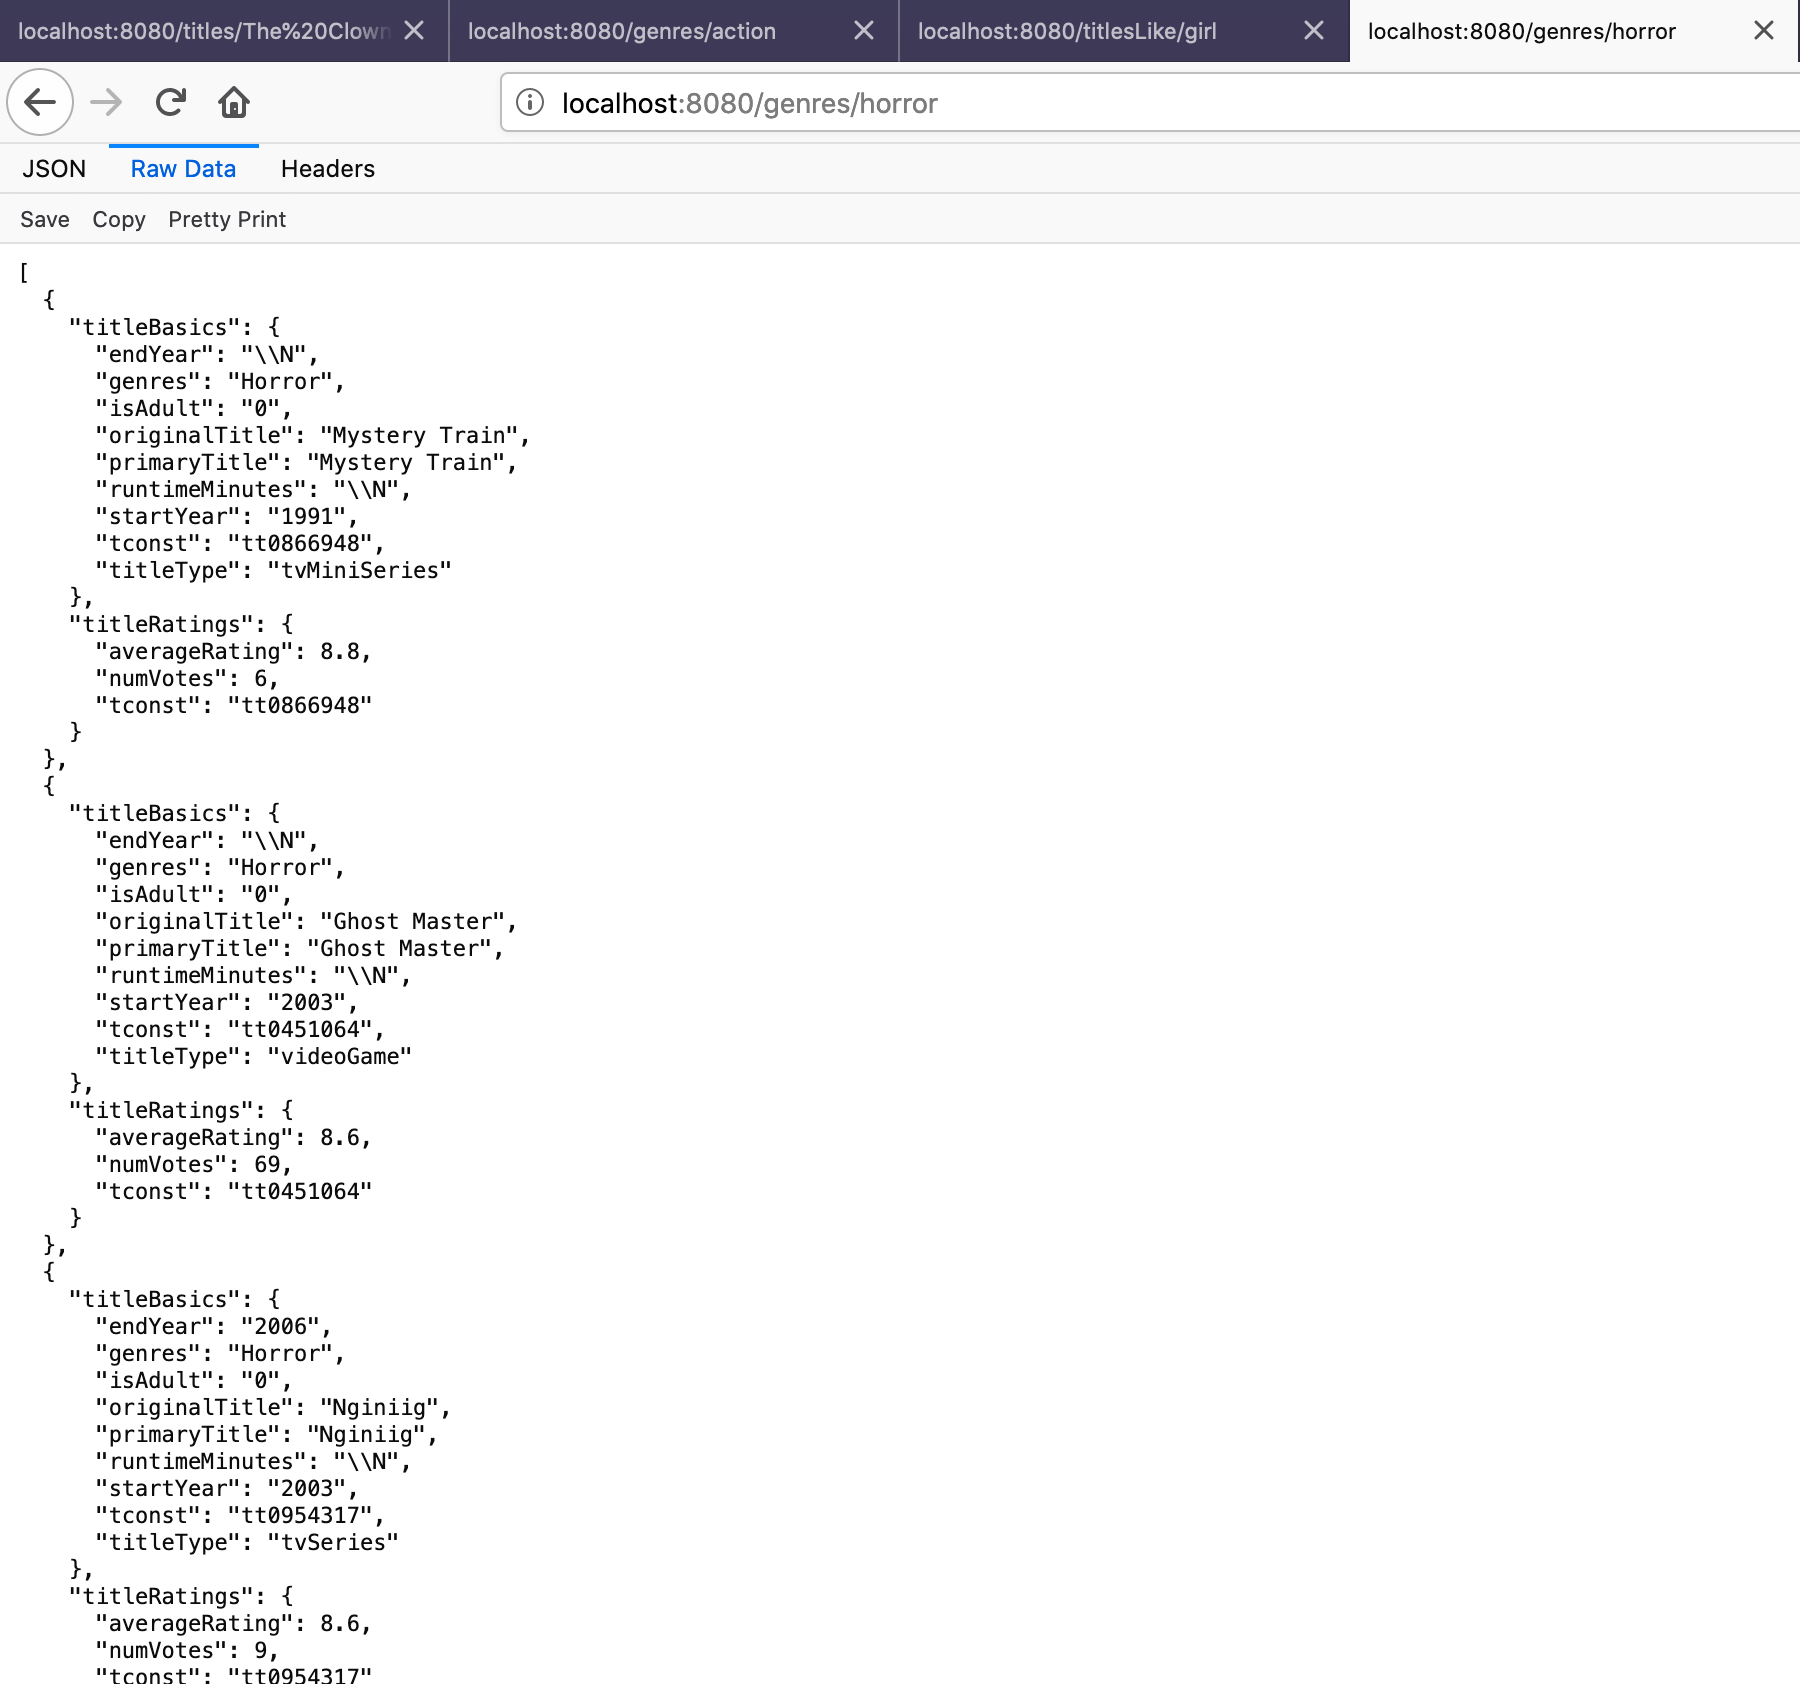 localhost:8080/titles/The%20Clown
localhost:8080/genres/action
localhost:8080/titlesLike/girl
localhost:8080/genres/horror
localhost:8080/genres/horror
JSON
Raw Data
Headers
Save
Copy
Pretty Print
[
  {
    "titleBasics": {
      "endYear": "\\N",
      "genres": "Horror",
      "isAdult": "0",
      "originalTitle": "Mystery Train",
      "primaryTitle": "Mystery Train",
      "runtimeMinutes": "\\N",
      "startYear": "1991",
      "tconst": "tt0866948",
      "titleType": "tvMiniSeries"
    },
    "titleRatings": {
      "averageRating": 8.8,
      "numVotes": 6,
      "tconst": "tt0866948"
    }
  },
  {
    "titleBasics": {
      "endYear": "\\N",
      "genres": "Horror",
      "isAdult": "0",
      "originalTitle": "Ghost Master",
      "primaryTitle": "Ghost Master",
      "runtimeMinutes": "\\N",
      "startYear": "2003",
      "tconst": "tt0451064",
      "titleType": "videoGame"
    },
    "titleRatings": {
      "averageRating": 8.6,
      "numVotes": 69,
      "tconst": "tt0451064"
    }
  },
  {
    "titleBasics": {
      "endYear": "2006",
      "genres": "Horror",
      "isAdult": "0",
      "originalTitle": "Nginiig",
      "primaryTitle": "Nginiig",
      "runtimeMinutes": "\\N",
      "startYear": "2003",
      "tconst": "tt0954317",
      "titleType": "tvSeries"
    },
    "titleRatings": {
      "averageRating": 8.6,
      "numVotes": 9,
      "tconst": "tt0954317"